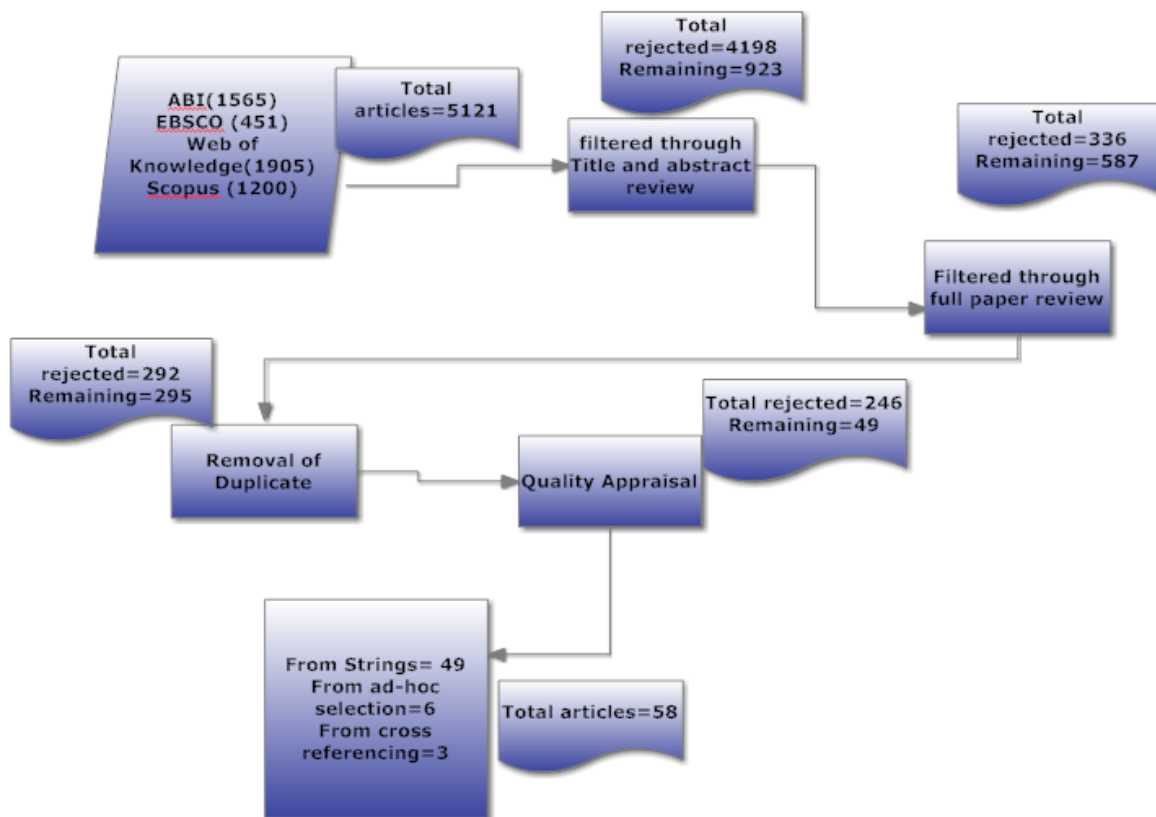 ABI(1565)
EBSCO (451)
Web of
Knowledge(1905)
Scopus (1200)
Total
articles=5121
Total
rejected=4198
Remaining=923
filtered through
Title and abstract
review
Total
rejected=336
Remaining=587
Filtered through
full paper review
Total
rejected=292
Remaining=295
Removal of
Duplicate
Total rejected=246
Remaining=49
Quality Appraisal
From Strings= 49
From ad-hoc
selection=6
From cross
referencing=3
Total articles=58